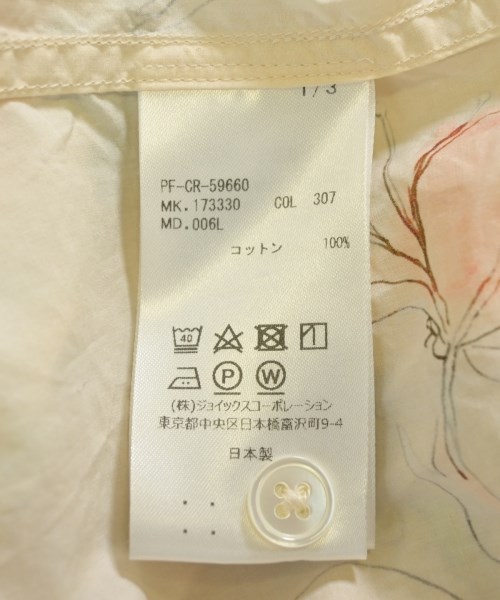 1/3
PF-CR-59660
MK.173330 COL 307
MD.006L
コットン 100%
40
P W
(株)ジョイックスコーポレーション
東京都中央区日本橋富沢町9-4
日本製